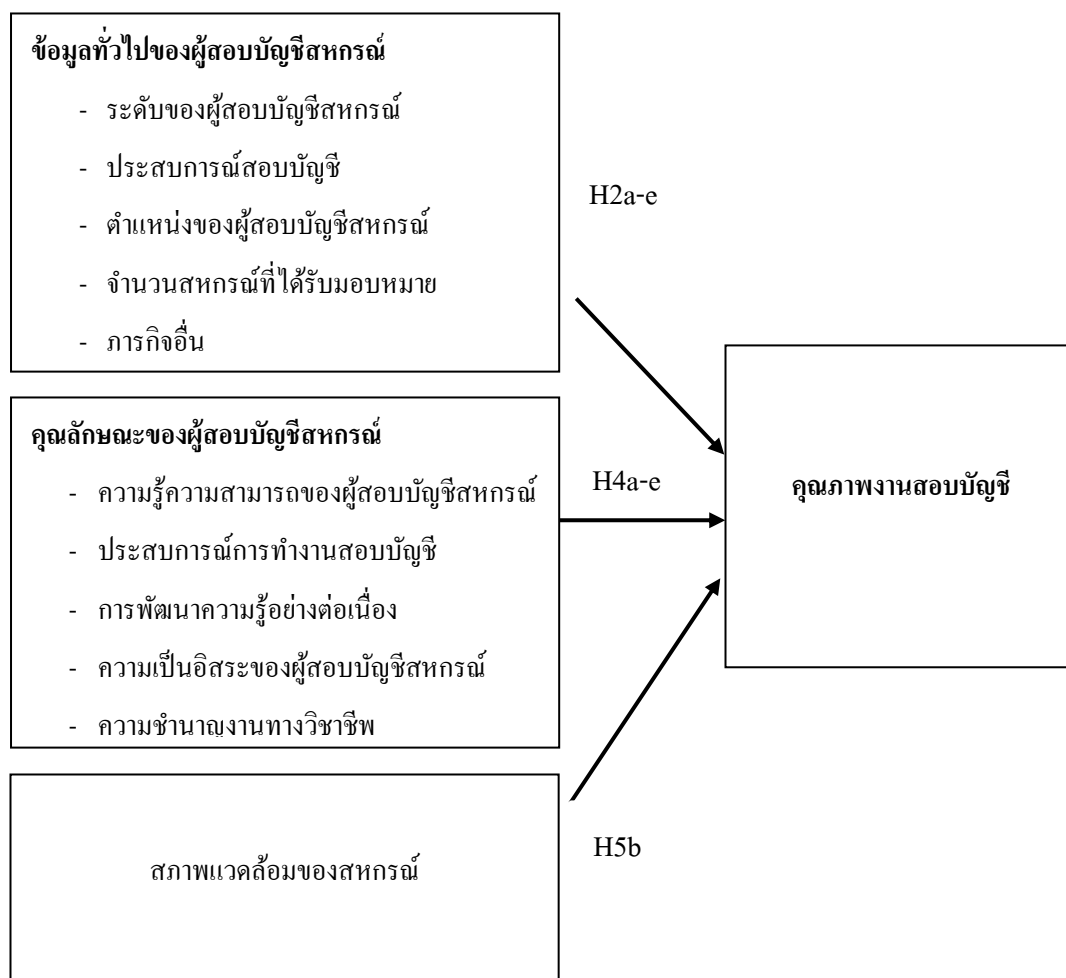 ข้อมูลทั่วไปของผู้สอบบัญชีสหกรณ์
- ระดับของผู้สอบบัญชีสหกรณ์
- ประสบการณ์สอบบัญชี
- ตำแหน่งของผู้สอบบัญชีสหกรณ์
- จำนวนสหกรณ์ที่ได้รับมอบหมาย
- ภารกิจอื่น
H2a-e
คุณลักษณะของผู้สอบบัญชีสหกรณ์
- ความรู้ความสามารถของผู้สอบบัญชีสหกรณ์
- ประสบการณ์การทำงานสอบบัญชี
- การพัฒนาความรู้อย่างต่อเนื่อง
- ความเป็นอิสระของผู้สอบบัญชีสหกรณ์
- ความชำนาญงานทางวิชาชีพ
H4a-e
คุณภาพงานสอบบัญชี
สภาพแวดล้อมของสหกรณ์
H5b